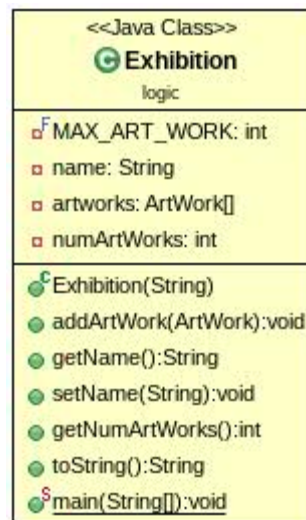 <<Java Class>>
Exhibition
logic
MAX_ART_WORK: int
name: String
artworks: ArtWork[]
numArtWorks: int
Exhibition(String)
addArtWork(ArtWork):void
getName():String
setName(String):void
getNumArtWorks():int
toString():String
main(String[]):void